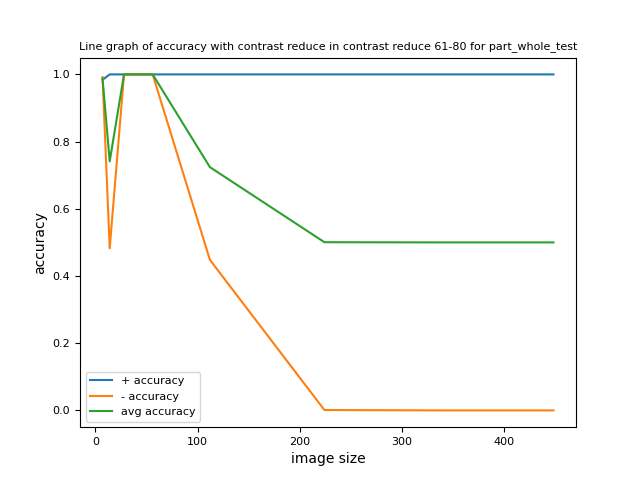 Line graph of accuracy with contrast reduce in contrast reduce 61-80 for part_whole_test
1.0
0.8
0.6
0.4
0.2
0.0
accuracy
+ accuracy
- accuracy
avg accuracy
0 100 200 300 400
image size